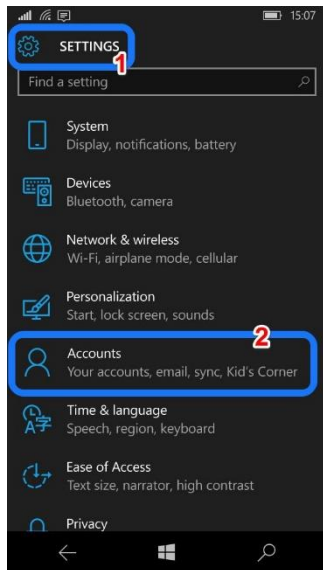 15:07
SETTINGS
1
Find a setting
System
Display, notifications, battery
Devices
Bluetooth, camera
Network & wireless
Wi-Fi, airplane mode, cellular
Personalization
Start, lock screen, sounds
2
Accounts
Your accounts, email, sync, Kid's Corner
Time & language
Speech, region, keyboard
Ease of Access
Text size, narrator, high contrast
Privacy